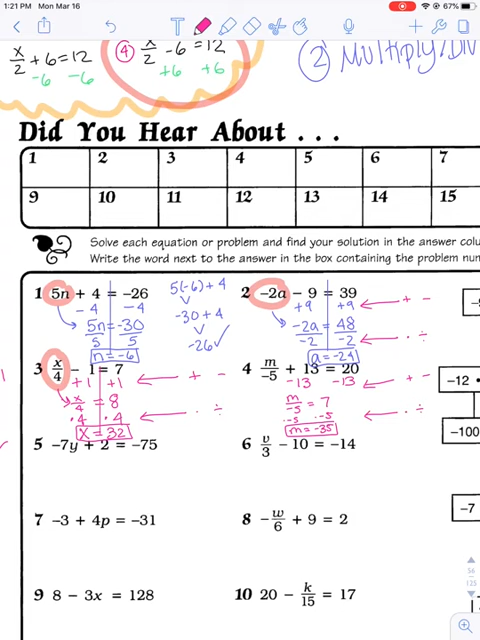 1:21 PM Mon Mar 16
67%
x/2 + 6 = 12
-6 -6
④ x/2 - 6 = 12
+6 +6
② Multiply/Div
Did You Hear About . . .
1 2 3 4 5 6 7
9 10 11 12 13 14 15
Solve each equation or problem and find your solution in the answer colu
Write the word next to the answer in the box containing the problem num
1 5n + 4 = -26
- 4 - 4
5n = -30
5 5
n = -6
5(-6) + 4
-30 + 4
-26 ✓
2 -2a - 9 = 39
+9 +9
← + -
-2a = 48
-2 -2
← · ÷
a = -24
3 x/4 - 1 = 7
+1 +1
← + -
x/4 = 8
·4 ·4
← · ÷
x = 32
4 m/-5 + 13 = 20
-13 -13
← + -
m/-5 = 7
·-5 ·-5
← · ÷
m = -35
5 -7y + 2 = -75
6 v/3 - 10 = -14
7 -3 + 4p = -31
8 -w/6 + 9 = 2
9 8 - 3x = 128
10 20 - k/15 = 17
-12 •
-100
-7
56
125